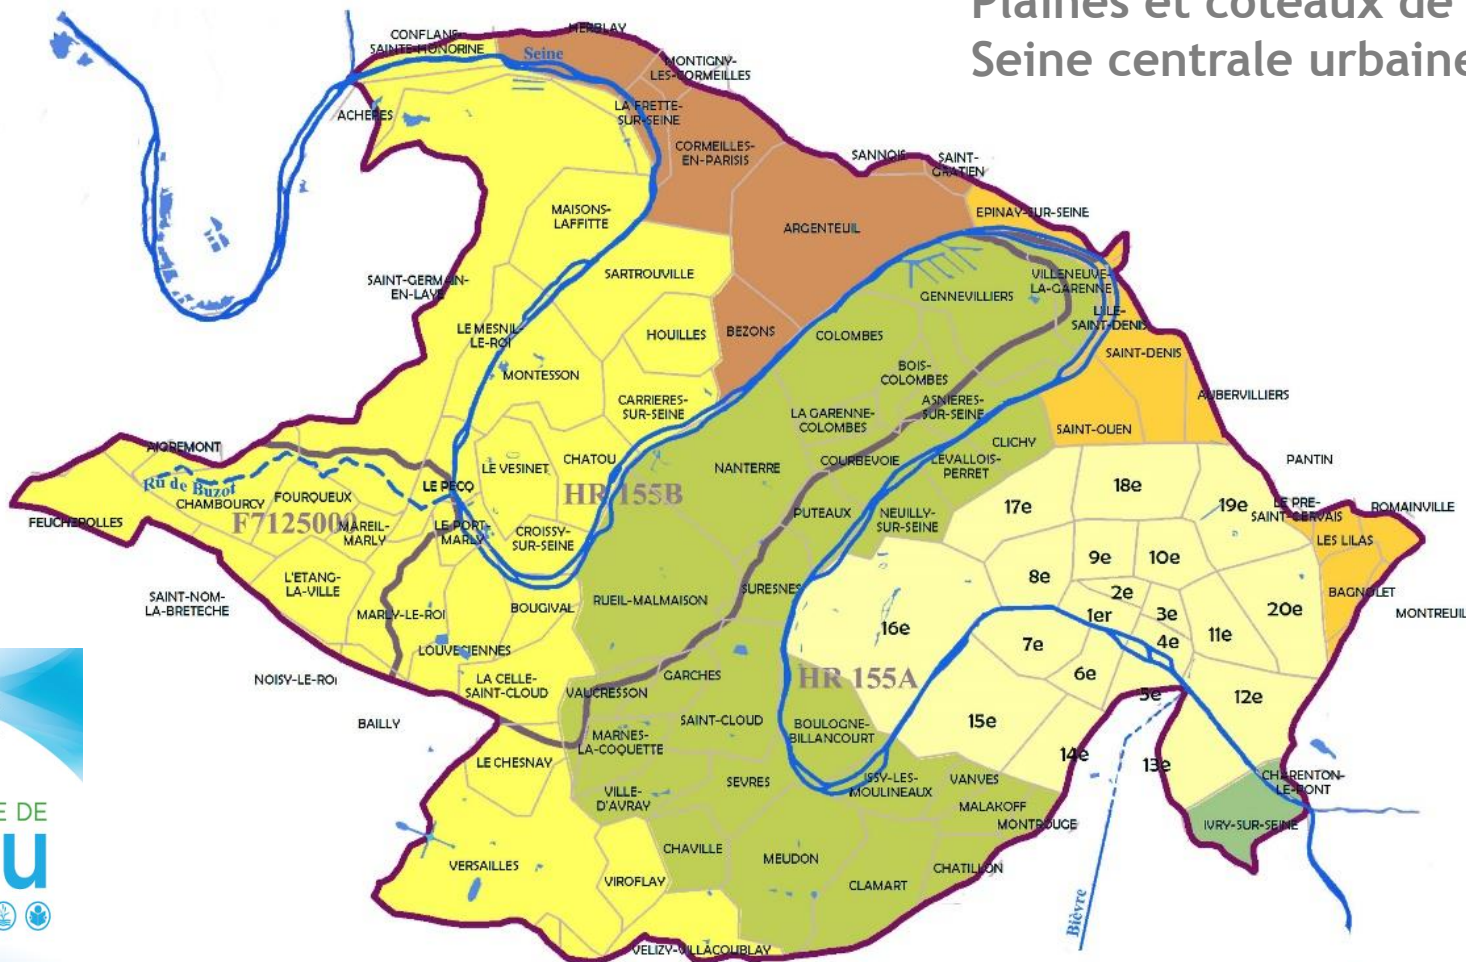 Plaines et coteaux de
Seine centrale urbaine
CONFLANS-
SAINTE-HONORINE
HERBLAY
Seine
MONTIGNY-
LES-CORMEILLES
ACHERES
LA FRETTE-
SUR-SEINE
CORMEILLES-
EN-PARISIS
SANNOIS
SAINT-
GRATIEN
MAISONS-
LAFFITTE
ARGENTEUIL
EPINAY-SUR-SEINE
SAINT-GERMAIN-
EN-LAYE
SARTROUVILLE
VILLENEUVE-
LA-GARENNE
GENNEVILLIERS
L'ILE-
SAINT-DENIS
LE MESNIL-
LE-ROI
HOUILLES
BEZONS
COLOMBES
SAINT-DENIS
MONTESSON
BOIS-
COLOMBES
AUBERVILLIERS
CARRIERES-
SUR-SEINE
LA GARENNE-
COLOMBES
ASNIERES-
SUR-SEINE
SAINT-OUEN
AIGREMONT
CLICHY
LE VESINET
CHATOU
NANTERRE
COURBEVOIE
LEVALLOIS-
PERRET
PANTIN
Ru de Buzot
CHAMBOURCY
FOURQUEUX
LE PECQ
HR 155B
18e
17e
19e
LE PRE-
SAINT-GERVAIS
ROMAINVILLE
FEUCHEROLLES
F7125000
MAREIL-
MARLY
LE PORT-
MARLY
CROISSY-
SUR-SEINE
PUTEAUX
NEUILLY-
SUR-SEINE
LES LILAS
9e
10e
L'ETANG-
LA-VILLE
8e
2e
BAGNOLET
SAINT-NOM-
LA-BRETECHE
MARLY-LE-ROI
BOUGIVAL
RUEIL-MALMAISON
SURESNES
1er
3e
20e
MONTREUIL
16e
7e
4e
11e
LOUVECIENNES
NOISY-LE-ROI
LA CELLE-
SAINT-CLOUD
VAUCRESSON
GARCHES
HR 155A
6e
5e
12e
BAILLY
SAINT-CLOUD
BOULOGNE-
BILLANCOURT
15e
MARNES-
LA-COQUETTE
14e
13e
LE CHESNAY
VILLE-
D'AVRAY
SEVRES
ISSY-LES-
MOULINEAUX
VANVES
CHARENTON-
LE-PONT
MALAKOFF
MONTROUGE
IVRY-SUR-SEINE
E DE
u
CHAVILLE
MEUDON
VERSAILLES
VIROFLAY
CLAMART
CHATILLON
Bièvre
VELIZY-VILLACOUBLAY